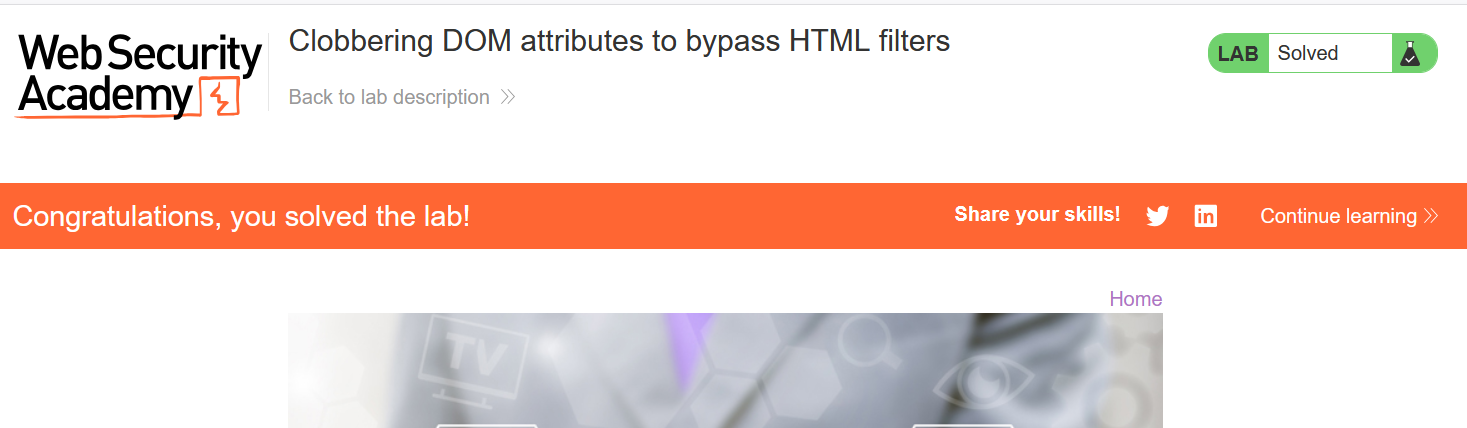 Web Security
Academy
Clobbering DOM attributes to bypass HTML filters
Back to lab description
LAB Solved
Congratulations, you solved the lab!
Share your skills!
Continue learning
Home
TV